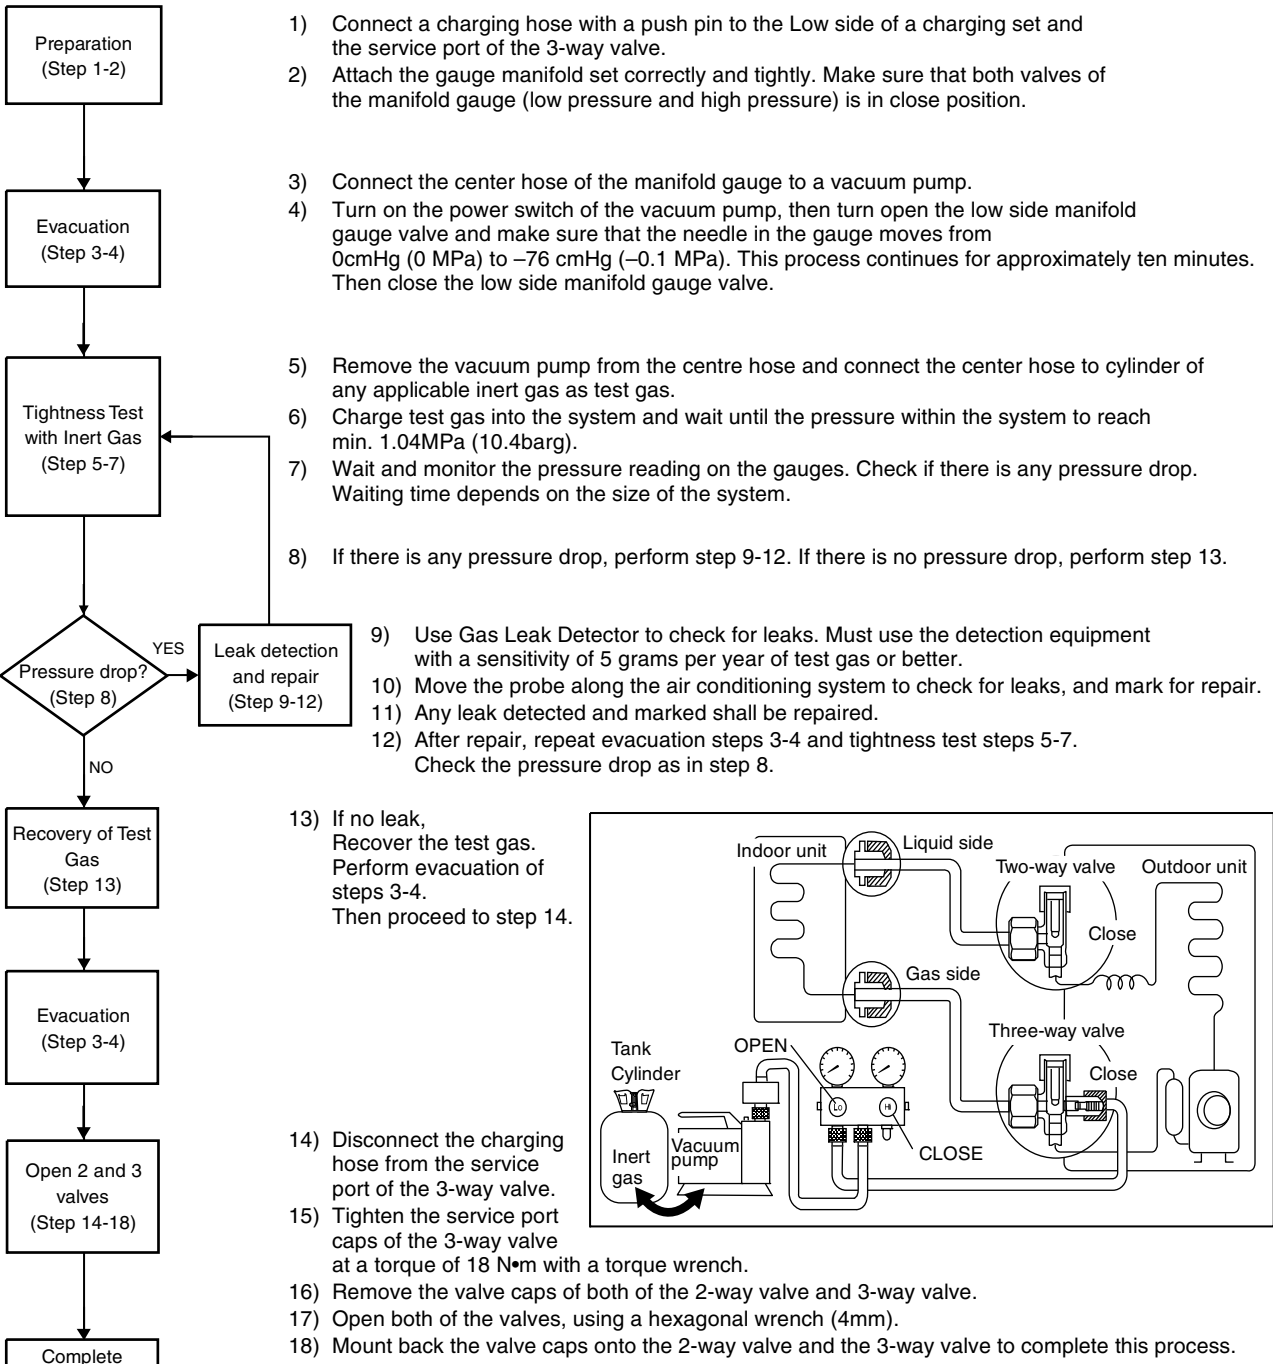 Preparation
(Step 1-2)
1) Connect a charging hose with a push pin to the Low side of a charging set and
the service port of the 3-way valve.
2) Attach the gauge manifold set correctly and tightly. Make sure that both valves of
the manifold gauge (low pressure and high pressure) is in close position.
Evacuation
(Step 3-4)
3) Connect the center hose of the manifold gauge to a vacuum pump.
4) Turn on the power switch of the vacuum pump, then turn open the low side manifold
gauge valve and make sure that the needle in the gauge moves from
0cmHg (0 MPa) to –76 cmHg (–0.1 MPa). This process continues for approximately ten minutes.
Then close the low side manifold gauge valve.
Tightness Test
with Inert Gas
(Step 5-7)
5) Remove the vacuum pump from the centre hose and connect the center hose to cylinder of
any applicable inert gas as test gas.
6) Charge test gas into the system and wait until the pressure within the system to reach
min. 1.04MPa (10.4barg).
7) Wait and monitor the pressure reading on the gauges. Check if there is any pressure drop.
Waiting time depends on the size of the system.
8) If there is any pressure drop, perform step 9-12. If there is no pressure drop, perform step 13.
Pressure drop?
(Step 8)
YES
NO
Leak detection
and repair
(Step 9-12)
9) Use Gas Leak Detector to check for leaks. Must use the detection equipment
with a sensitivity of 5 grams per year of test gas or better.
10) Move the probe along the air conditioning system to check for leaks, and mark for repair.
11) Any leak detected and marked shall be repaired.
12) After repair, repeat evacuation steps 3-4 and tightness test steps 5-7.
Check the pressure drop as in step 8.
Recovery of Test
Gas
(Step 13)
13) If no leak,
Recover the test gas.
Perform evacuation of
steps 3-4.
Then proceed to step 14.
Evacuation
(Step 3-4)
Indoor unit
Liquid side
Two-way valve
Outdoor unit
Close
Gas side
Three-way valve
Close
Tank
Cylinder
OPEN
Lo
HI
CLOSE
Inert
gas
Vacuum
pump
Open 2 and 3
valves
(Step 14-18)
14) Disconnect the charging
hose from the service
port of the 3-way valve.
15) Tighten the service port
caps of the 3-way valve
at a torque of 18 N•m with a torque wrench.
16) Remove the valve caps of both of the 2-way valve and 3-way valve.
17) Open both of the valves, using a hexagonal wrench (4mm).
18) Mount back the valve caps onto the 2-way valve and the 3-way valve to complete this process.
Complete